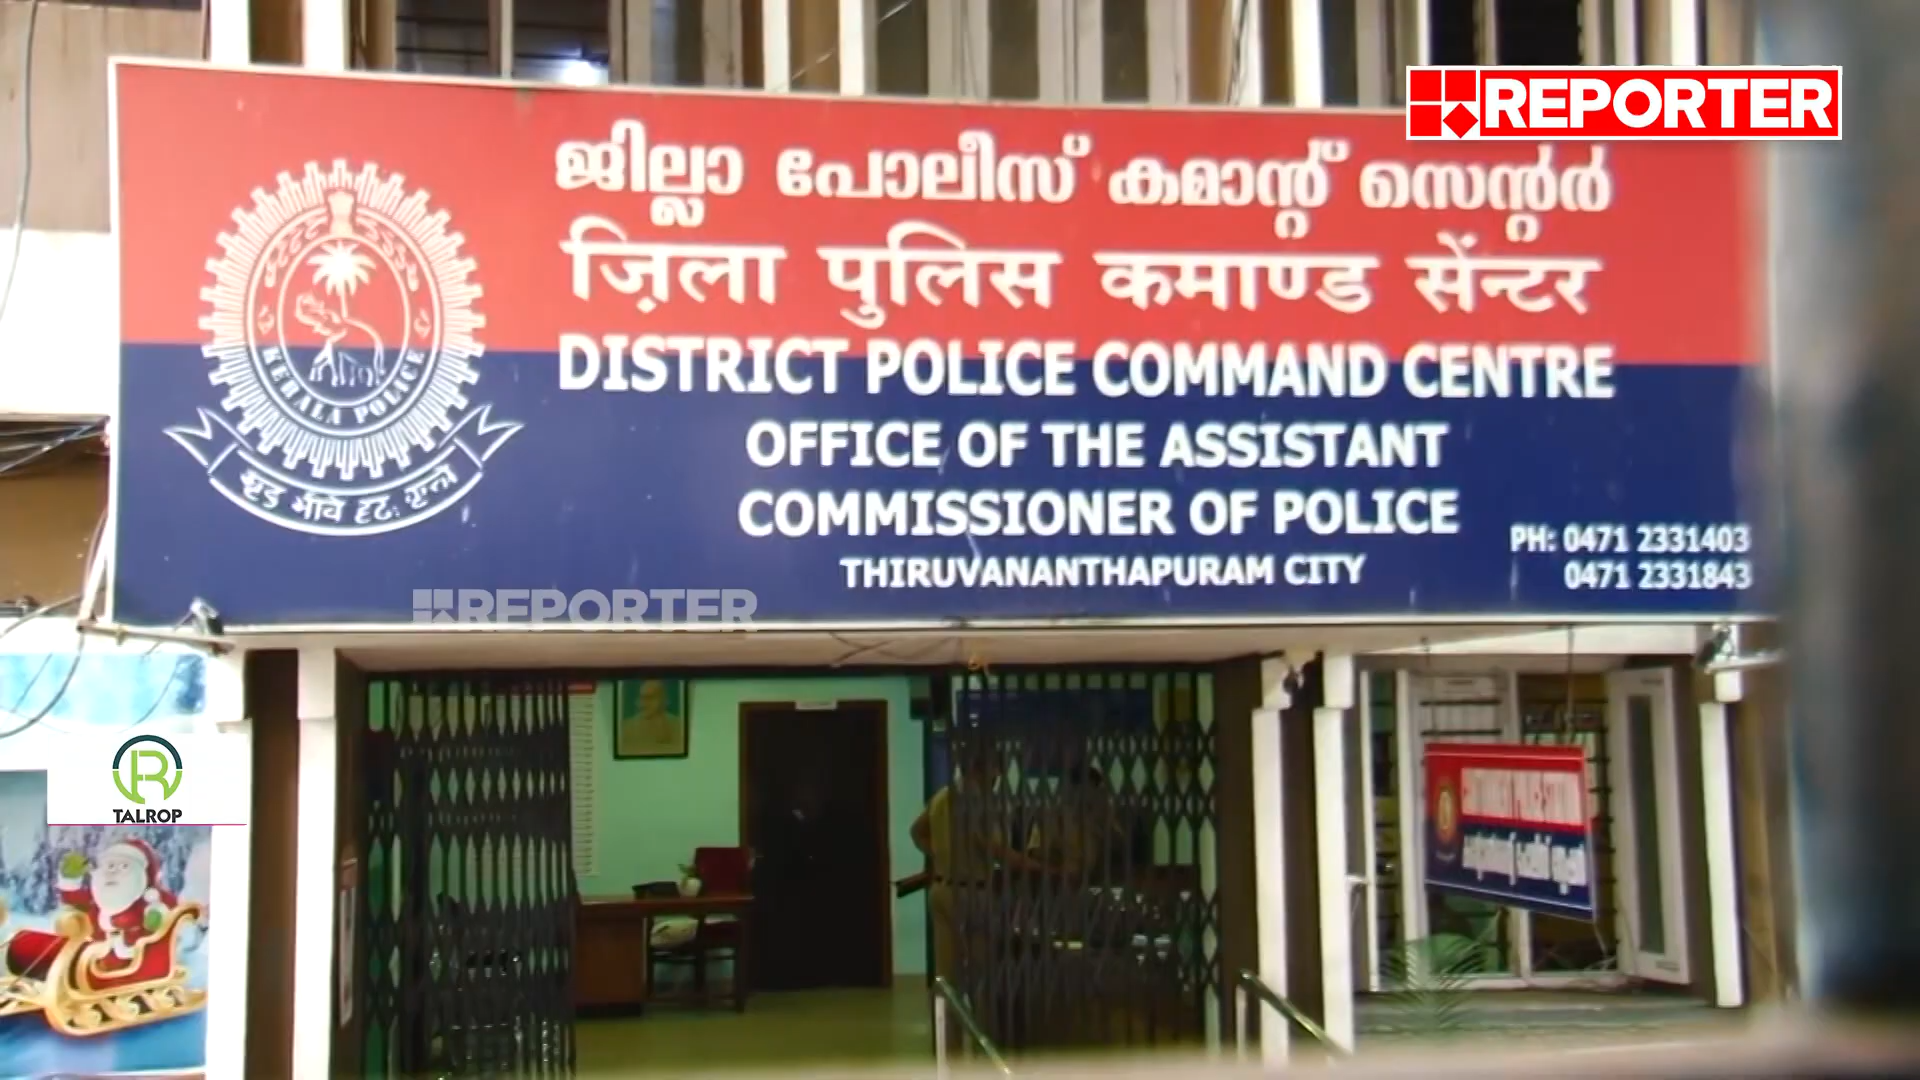 REPORTER
ജില്ലാ പോലീസ് കമാന്റ് സെന്റർ
ज़िला पुलिस कमाण्ड सेंन्टर
DISTRICT POLICE COMMAND CENTRE
OFFICE OF THE ASSISTANT
COMMISSIONER OF POLICE
THIRUVANANTHAPURAM CITY
PH: 0471 2331403
0471 2331843
KERALA POLICE
REPORTER
TALROP